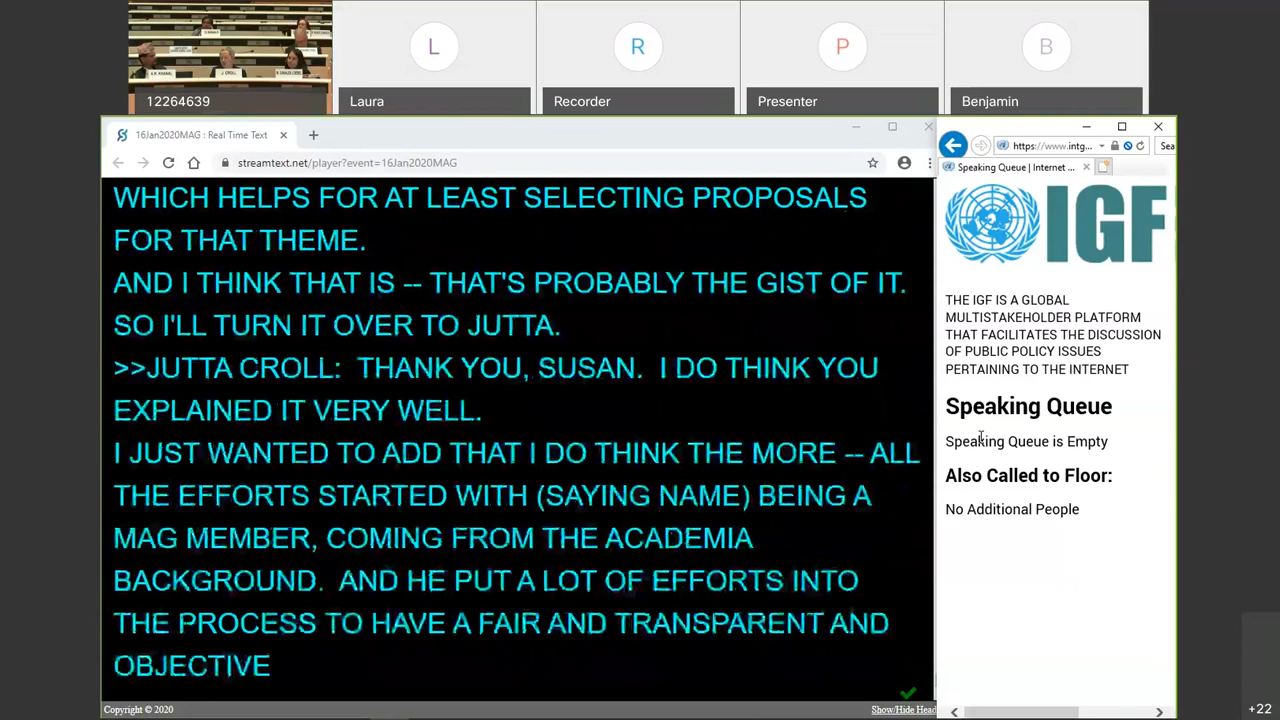 L
R
P
B
12264639
Laura
Recorder
Presenter
Benjamin
16Jan2020MAG : Real Time Text
streamtext.net/player?event=16Jan2020MAG
WHICH HELPS FOR AT LEAST SELECTING PROPOSALS
FOR THAT THEME.
AND I THINK THAT IS -- THAT'S PROBABLY THE GIST OF IT.
SO I'LL TURN IT OVER TO JUTTA.
>>JUTTA CROLL:  THANK YOU, SUSAN.  I DO THINK YOU
EXPLAINED IT VERY WELL.
I JUST WANTED TO ADD THAT I DO THINK THE MORE -- ALL
THE EFFORTS STARTED WITH (SAYING NAME) BEING A
MAG MEMBER, COMING FROM THE ACADEMIA
BACKGROUND.  AND HE PUT A LOT OF EFFORTS INTO
THE PROCESS TO HAVE A FAIR AND TRANSPARENT AND
OBJECTIVE
Copyright © 2020
Show/Hide Head
https://www.intg...
Sea
Speaking Queue | Internet ...
IGF
THE IGF IS A GLOBAL
MULTISTAKEHOLDER PLATFORM
THAT FACILITATES THE DISCUSSION
OF PUBLIC POLICY ISSUES
PERTAINING TO THE INTERNET
Speaking Queue
Speaking Queue is Empty
Also Called to Floor:
No Additional People
+22